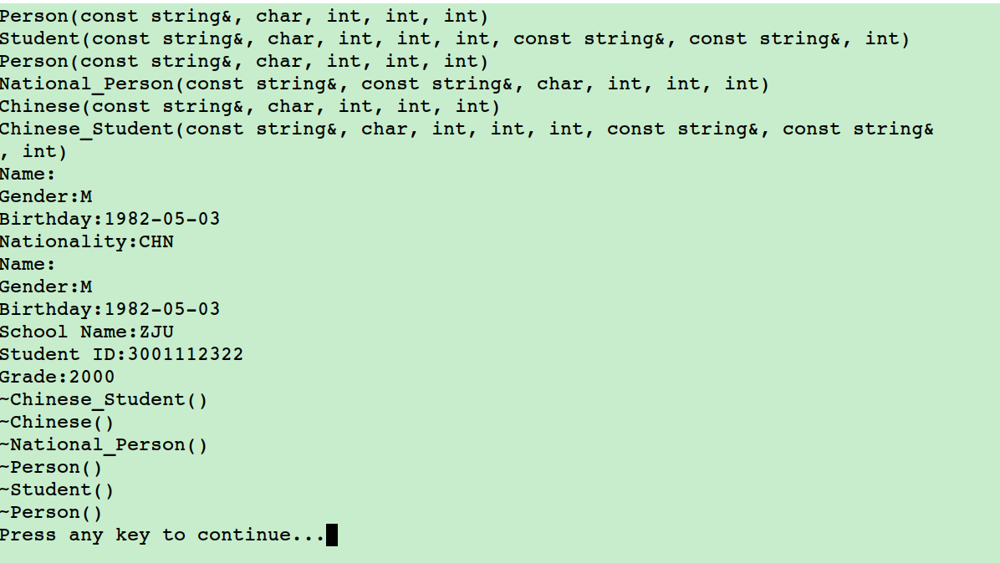 Person(const string&, char, int, int, int)
Student(const string&, char, int, int, int, const string&, const string&, int)
Person(const string&, char, int, int, int)
National_Person(const string&, const string&, char, int, int, int)
Chinese(const string&, char, int, int, int)
Chinese_Student(const string&, char, int, int, int, const string&, const string&
, int)
Name:
Gender:M
Birthday:1982-05-03
Nationality:CHN
Name:
Gender:M
Birthday:1982-05-03
School Name:ZJU
Student ID:3001112322
Grade:2000
~Chinese_Student()
~Chinese()
~National_Person()
~Person()
~Student()
~Person()
Press any key to continue...